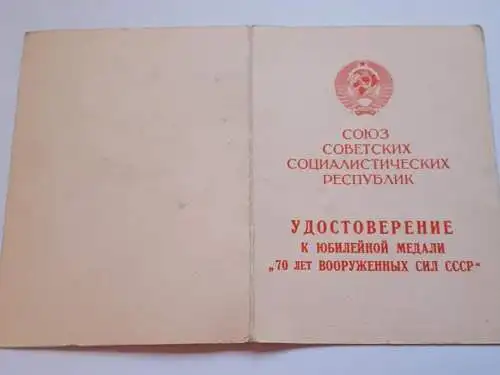 СОЮЗ
СОВЕТСКИХ
СОЦИАЛИСТИЧЕСКИХ
РЕСПУБЛИК
УДОСТОВЕРЕНИЕ
К ЮБИЛЕЙНОЙ МЕДАЛИ
„70 ЛЕТ ВООРУЖЕННЫХ СИЛ СССР“